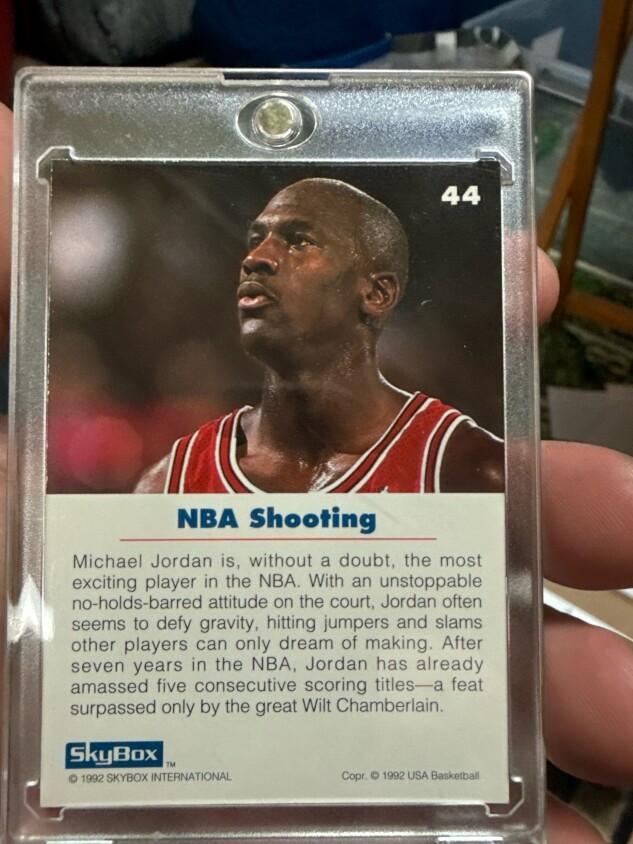 44
NBA Shooting
Michael Jordan is, without a doubt, the most
exciting player in the NBA. With an unstoppable
no-holds-barred attitude on the court, Jordan often
seems to defy gravity, hitting jumpers and slams
other players can only dream of making. After
seven years in the NBA, Jordan has already
amassed five consecutive scoring titles—a feat
surpassed only by the great Wilt Chamberlain.
SkyBox TM
© 1992 SKYBOX INTERNATIONAL Copr. © 1992 USA Basketball